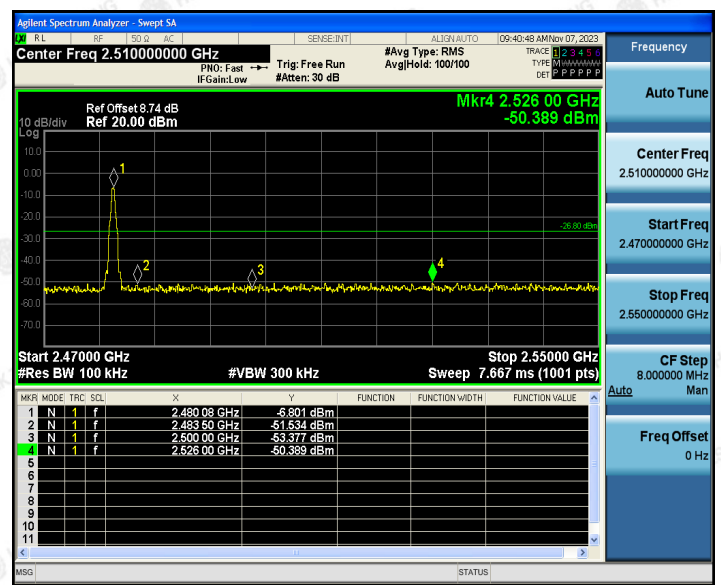 Agilent Spectrum Analyzer - Swept SA
LXI RL RF 50 Ω AC SENSE:INT ALIGN AUTO 09:40:48 AM Nov 07, 2023
Center Freq 2.510000000 GHz
PNO: Fast
IFGain:Low
Trig: Free Run
#Atten: 30 dB
#Avg Type: RMS
Avg|Hold: 100/100
TRACE 1 2 3 4 5 6
TYPE M
DET P P P P P P
Ref Offset 8.74 dB
Ref 20.00 dBm
10 dB/div
Log
Mkr4 2.526 00 GHz
-50.389 dBm
10.0
0.00
-10.0
-20.0
-30.0
-40.0
-50.0
-60.0
-70.0
1
2
3
4
-26.80 dBm
Start 2.47000 GHz Stop 2.55000 GHz
#Res BW 100 kHz #VBW 300 kHz Sweep 7.667 ms (1001 pts)
MKR MODE TRC SCL X Y FUNCTION FUNCTION WIDTH FUNCTION VALUE
1 N 1 f 2.480 08 GHz -6.801 dBm
2 N 1 f 2.483 50 GHz -51.534 dBm
3 N 1 f 2.500 00 GHz -53.377 dBm
4 N 1 f 2.526 00 GHz -50.389 dBm
5
6
7
8
9
10
11
MSG STATUS
Frequency
Auto Tune
Center Freq
2.510000000 GHz
Start Freq
2.470000000 GHz
Stop Freq
2.550000000 GHz
CF Step
8.000000 MHz
Auto Man
Freq Offset
0 Hz